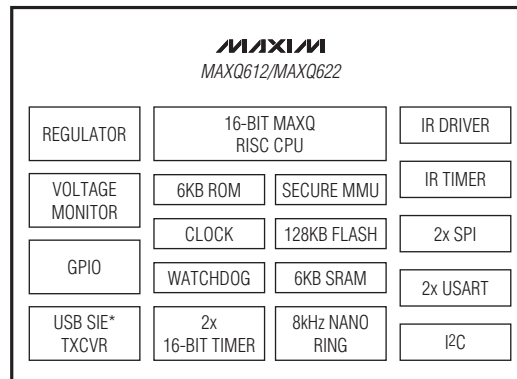 MAXIM
MAXQ612/MAXQ622
REGULATOR
16-BIT MAXQ
RISC CPU
IR DRIVER
VOLTAGE
MONITOR
6KB ROM
SECURE MMU
IR TIMER
CLOCK
128KB FLASH
2x SPI
GPIO
WATCHDOG
6KB SRAM
2x USART
USB SIE*
TXCVR
2x
16-BIT TIMER
8kHz NANO
RING
I²C